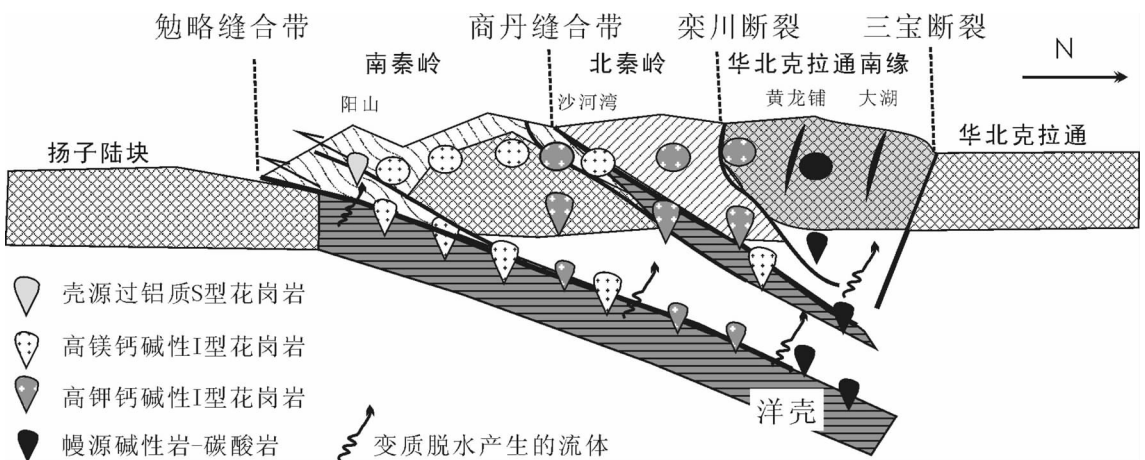 勉略缝合带 商丹缝合带 栾川断裂 三宝断裂
南秦岭 北秦岭 华北克拉通南缘 N
阳山 沙河湾 黄龙铺 大湖
扬子陆块 华北克拉通
壳源过铝质S型花岗岩
高镁钙碱性I型花岗岩
高钾钙碱性I型花岗岩
洋壳
幔源碱性岩-碳酸岩 变质脱水产生的流体